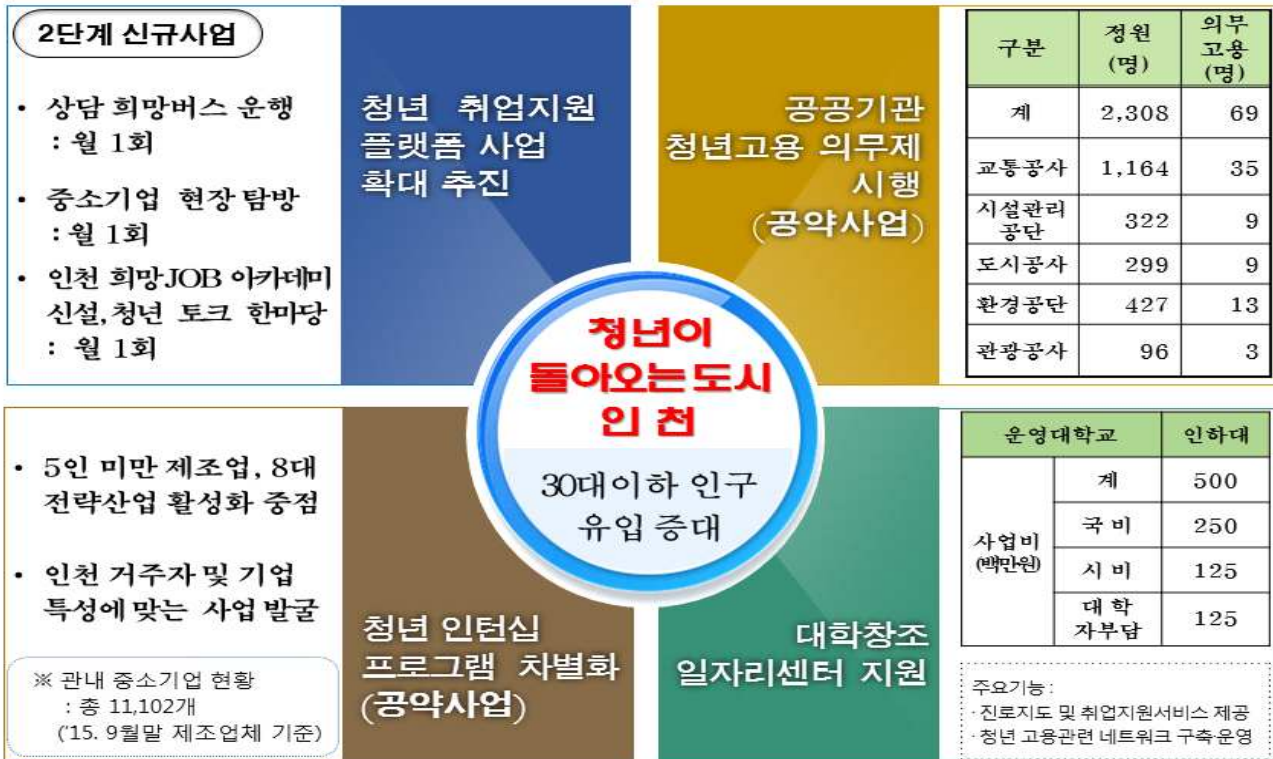 2단계 신규사업
• 상담 희망버스 운행
: 월 1회
• 중소기업 현장 탐방
: 월 1회
• 인천 희망JOB 아카데미
신설, 청년 토크 한마당
: 월 1회
청년 취업지원
플랫폼 사업
확대 추진
공공기관
청년고용 의무제
시행
(공약사업)
구분 정원(명) 의무고용(명)
계 2,308 69
교통공사 1,164 35
시설관리공단 322 9
도시공사 299 9
환경공단 427 13
관광공사 96 3
청년이
돌아오는 도시
인 천
30대이하 인구
유입 증대
• 5인 미만 제조업, 8대
전략산업 활성화 중점
• 인천 거주자 및 기업
특성에 맞는 사업 발굴
※ 관내 중소기업 현황
: 총 11,102개
('15. 9월말 제조업체 기준)
청년 인턴십
프로그램 차별화
(공약사업)
대학창조
일자리센터 지원
운영대학교 인하대
사업비(백만원) 계 500
국 비 250
시 비 125
대 학 자부담 125
주요기능 :
· 진로지도 및 취업지원서비스 제공
· 청년 고용관련 네트워크 구축·운영